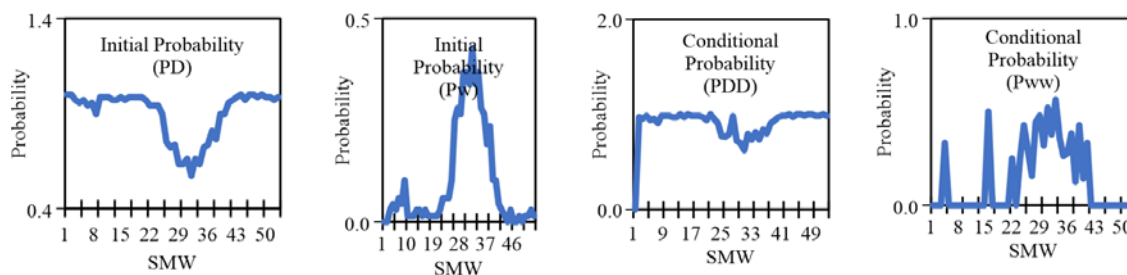 1.4
Initial Probability
(PD)
Probability
0.4
1 8 15 22 29 36 43 50
SMW
0.5
Initial
Probability
(Pw)
Probability
0.0
1 10 19 28 37 46
SMW
2.0
Conditional
Probability
(PDD)
Probability
0.0
1 9 17 25 33 41 49
SMW
1.0
Conditional
Probability
(Pww)
Probability
0.0
1 8 15 22 29 36 43 50
SMW